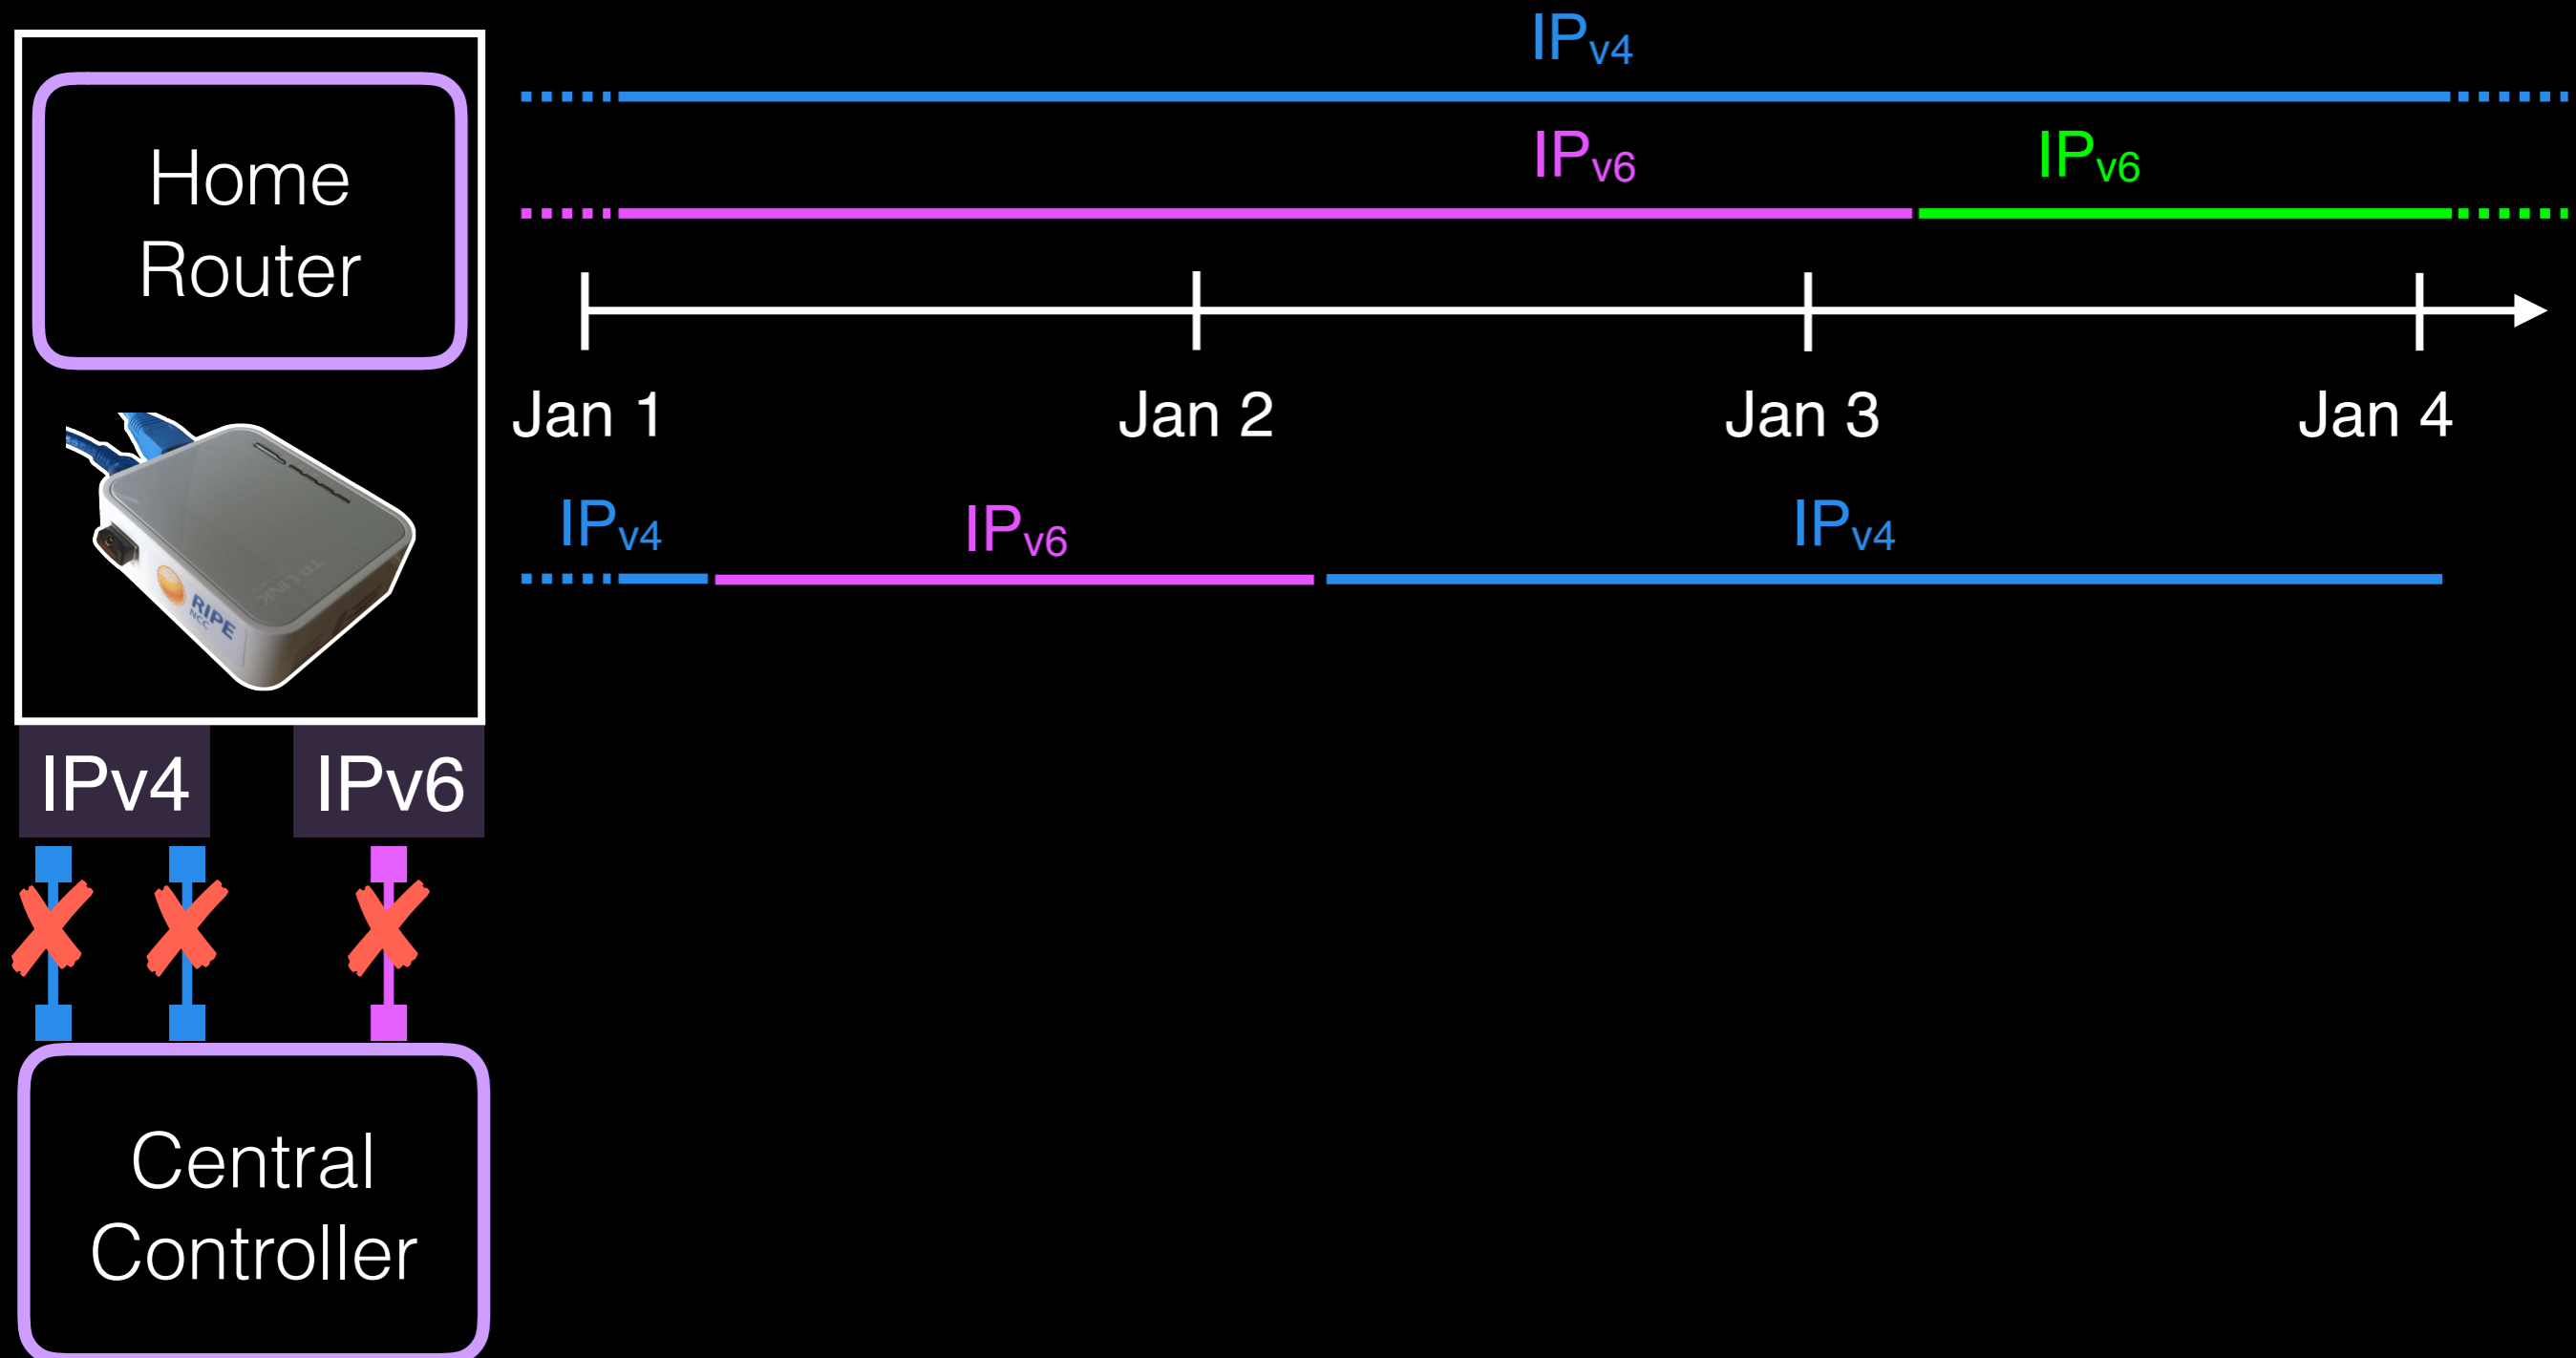 Home
Router
TP-LINK
RIPE
NCC
IPv4
IPv6
Central
Controller
IPv4
IPv6
IPv6
Jan 1
Jan 2
Jan 3
Jan 4
IPv4
IPv6
IPv4